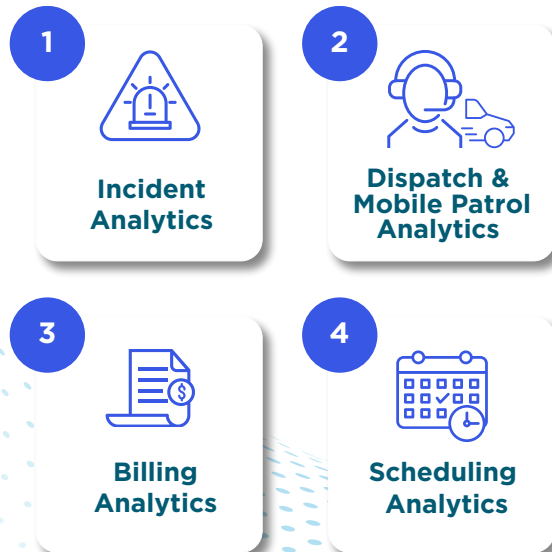 1
Incident
Analytics
2
Dispatch &
Mobile Patrol
Analytics
3
$
Billing
Analytics
4
Scheduling
Analytics